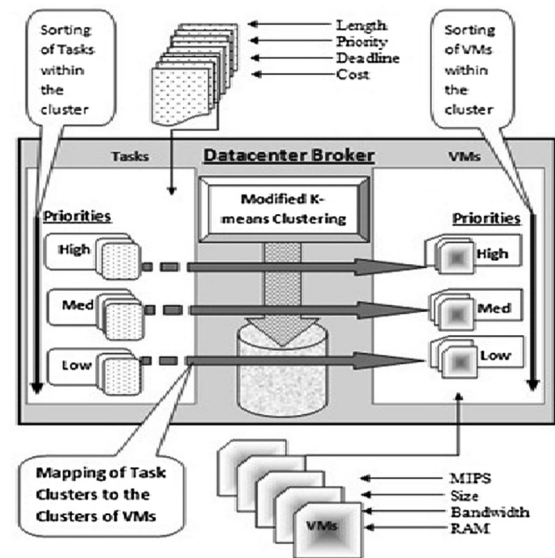 Sorting
of Tasks
within
the
cluster
Length
Priority
Deadline
Cost
Sorting
of VMs
within
the
cluster
Tasks
Datacenter Broker
VMs
Modified K-
means Clustering
Priorities
High
Med
Low
Priorities
High
Med
Low
Mapping of Task
Clusters to the
Clusters of VMs
VMs
MIPS
Size
Bandwidth
RAM